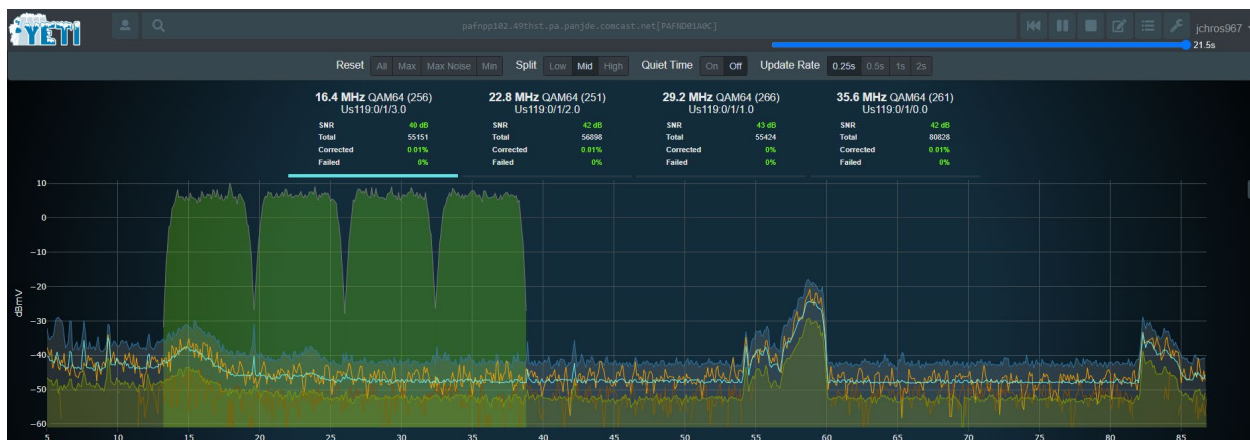 YETI
pafnpp102.49thst.pa.panjde.comcast.net[PAFND01A0C]
jchros967
21.5s
Reset All Max Max Noise Min Split Low Mid High Quiet Time On Off Update Rate 0.25s 0.5s 1s 2s
16.4 MHz QAM64 (256)
Us119:0/1/3.0
SNR 40 dB
Total 55151
Corrected 0.01%
Failed 0%
22.8 MHz QAM64 (251)
Us119:0/1/2.0
SNR 42 dB
Total 56898
Corrected 0.01%
Failed 0%
29.2 MHz QAM64 (266)
Us119:0/1/1.0
SNR 43 dB
Total 55424
Corrected 0%
Failed 0%
35.6 MHz QAM64 (261)
Us119:0/1/0.0
SNR 42 dB
Total 80828
Corrected 0.01%
Failed 0%
dBmV
10
0
−10
−20
−30
−40
−50
−60
5 10 15 20 25 30 35 40 45 50 55 60 65 70 75 80 85